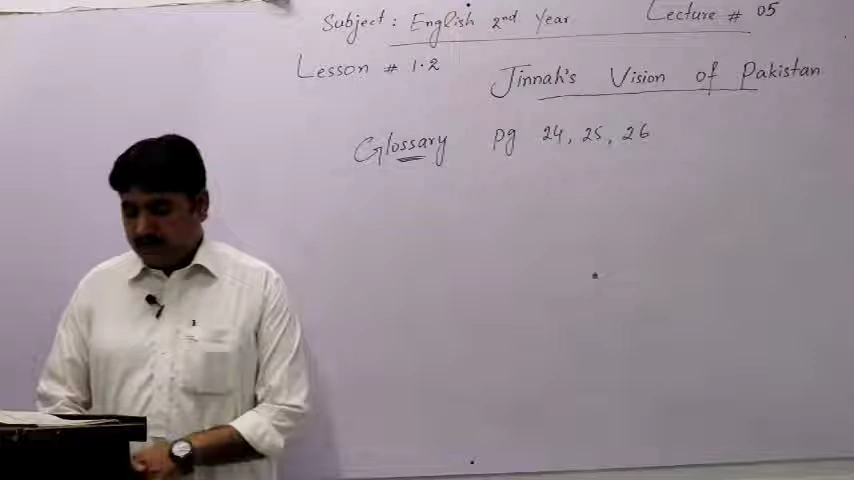 Subject : English 2nd Year Lecture # 05
Lesson # 1.2 Jinnah's Vision of Pakistan
Glossary pg 24, 25, 26